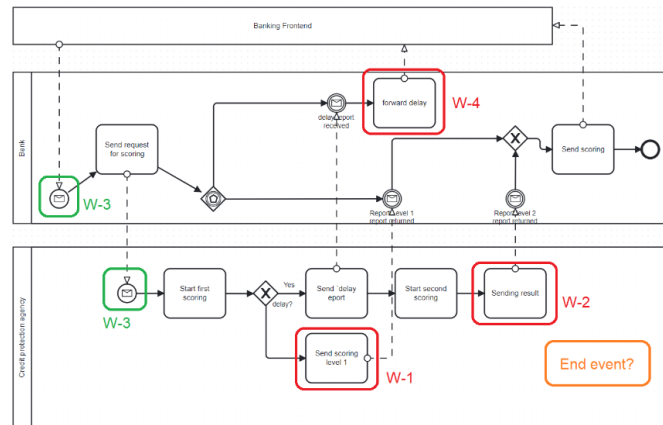 Banking Frontend
Bank
Send request
for scoring
W-3
delay report
received
forward delay
W-4
Report Level 1
report returned
Report Level 2
report returned
Send scoring
Credit protection agency
W-3
Start first
scoring
Yes
delay?
Send `delay
eport
Start second
scoring
Sending result
W-2
Send scoring
level 1
W-1
End event?